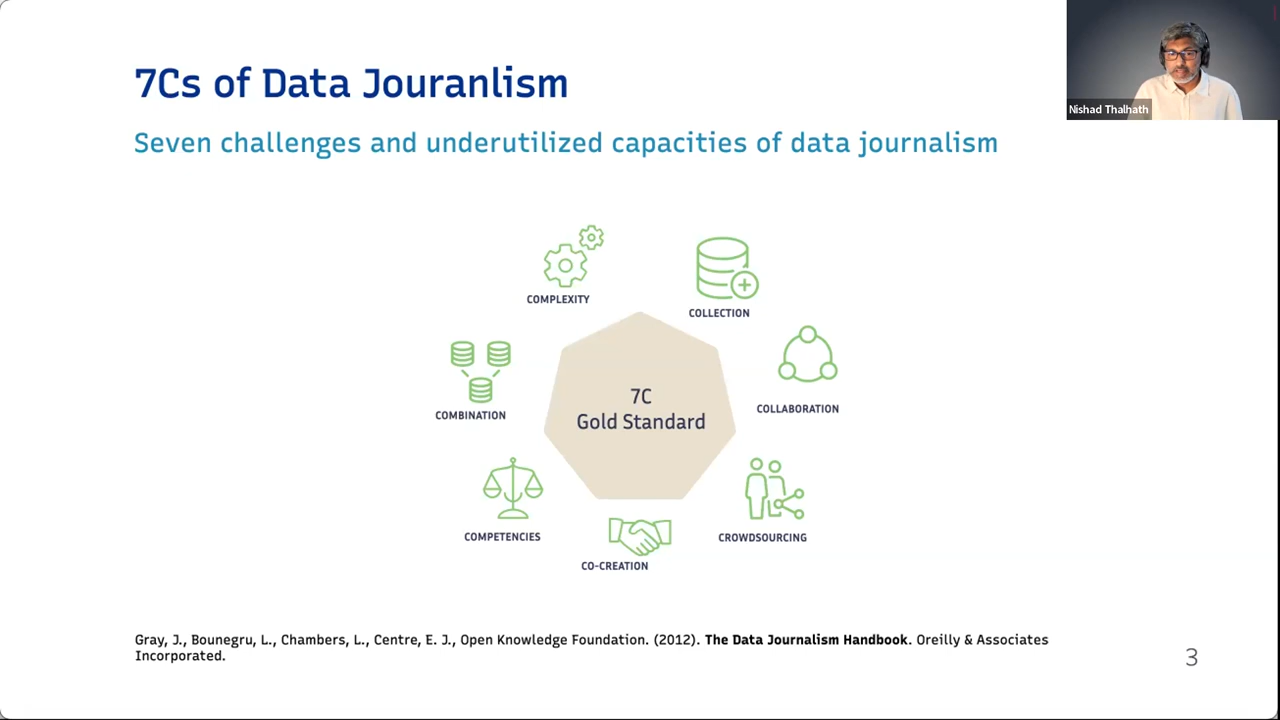 7Cs of Data Jouranlism
Nishad Thalhath
Seven challenges and underutilized capacities of data journalism
COMPLEXITY
COLLECTION
COMBINATION
7C
Gold Standard
COLLABORATION
COMPETENCIES
CROWDSOURCING
CO-CREATION
Gray, J., Bounegru, L., Chambers, L., Centre, E. J., Open Knowledge Foundation. (2012). The Data Journalism Handbook. Oreilly & Associates
Incorporated.
3